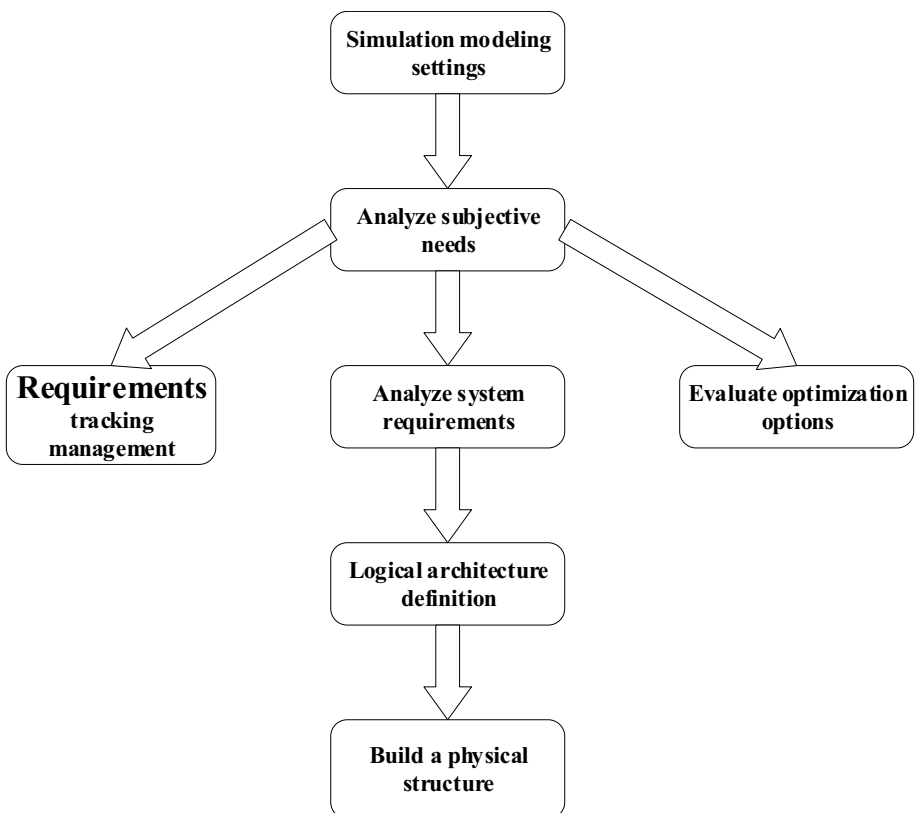 Simulation modeling
settings
Analyze subjective
needs
Requirements
tracking
management
Analyze system
requirements
Evaluate optimization
options
Logical architecture
definition
Build a physical
structure